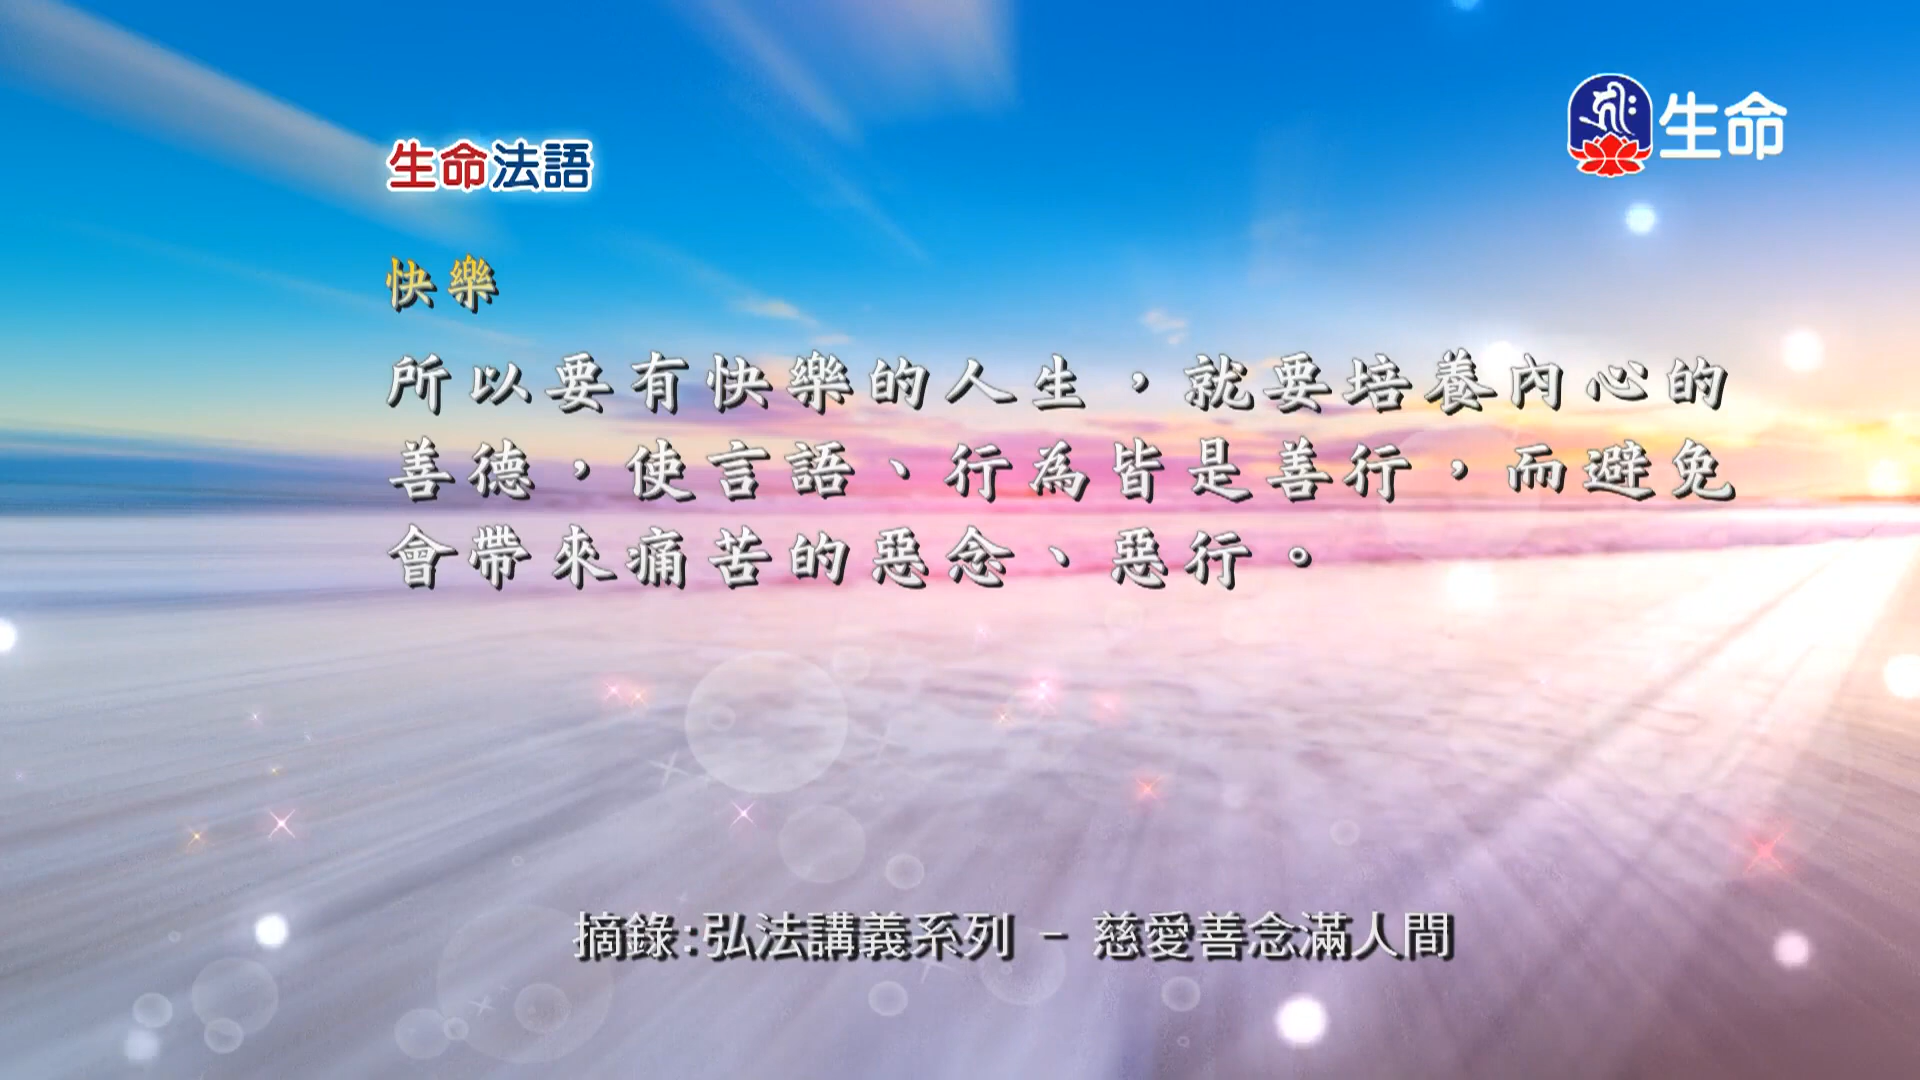 生命
生命法語
快樂
所以要有快樂的人生，就要培養內心的
善德，使言語、行為皆是善行，而避免
會帶來痛苦的惡念、惡行。
摘錄:弘法講義系列 - 慈愛善念滿人間